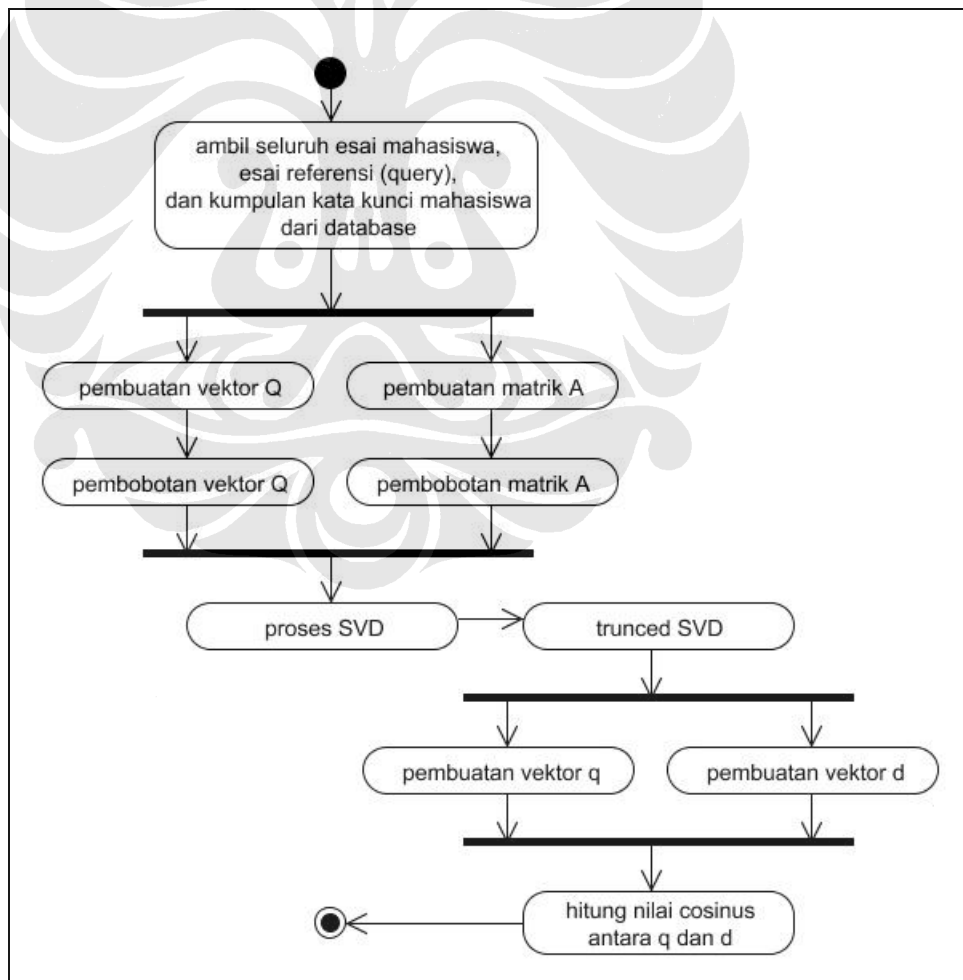 ambil seluruh esai mahasiswa,
esai referensi (query),
dan kumpulan kata kunci mahasiswa
dari database
pembuatan vektor Q
pembuatan matrik A
pembobotan vektor Q
pembobotan matrik A
proses SVD
trunced SVD
pembuatan vektor q
pembuatan vektor d
hitung nilai cosinus
antara q dan d